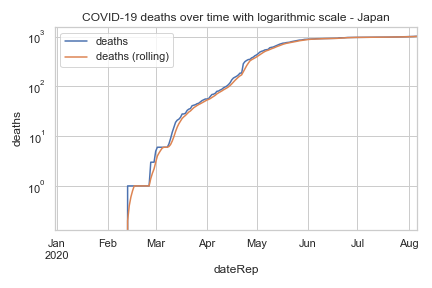 COVID-19 deaths over time with logarithmic scale - Japan
deaths
deaths (rolling)
10³
10²
10¹
10⁰
deaths
Jan Feb Mar Apr May Jun Jul Aug
2020
dateRep